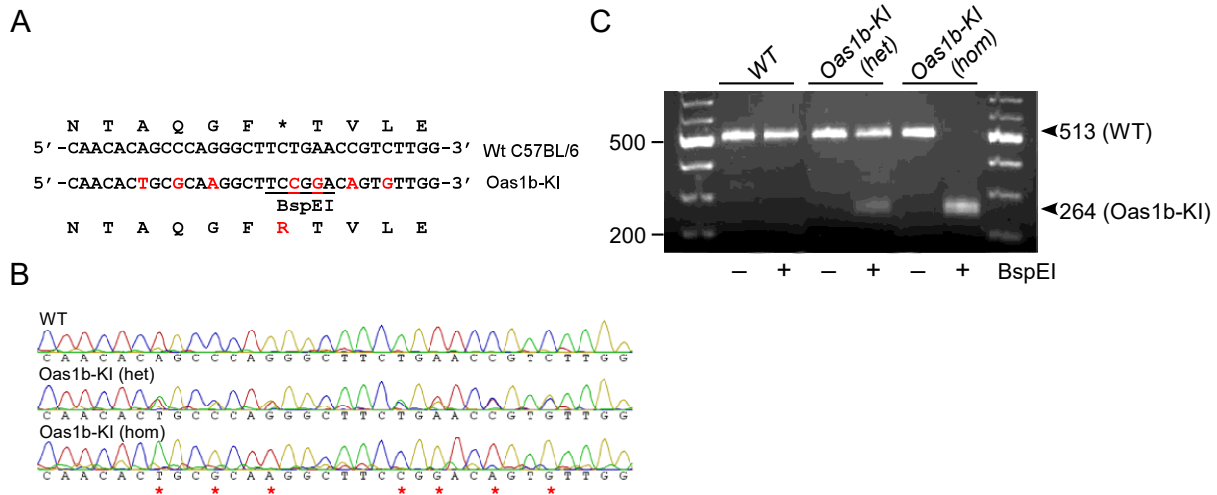 A
N T A Q G F * T V L E
5’-CAACACAGCCCAGGGCTTCTGAACCGTCTTGG-3’ Wt C57BL/6
5’-CAACACTGCGCAAGGCTTCCGGACAGTGTTGG-3’ Oas1b-KI
BspEI
N T A Q G F R T V L E
B
WT
C A A C A C A G C C C A G G G C T T C T G A A C C G T C T T G G
Oas1b-KI (het)
C A A C A C T G C C C A G G G C T T C T G A A C C G T G T T G G
Oas1b-KI (hom)
C A A C A C T G C G C A A G G C T T C C G G A C A G T G T T G G
* * * * * * *
C
WT
Oas1b-KI
(het)
Oas1b-KI
(hom)
500
200
513 (WT)
264 (Oas1b-KI)
– + – + – + BspEI